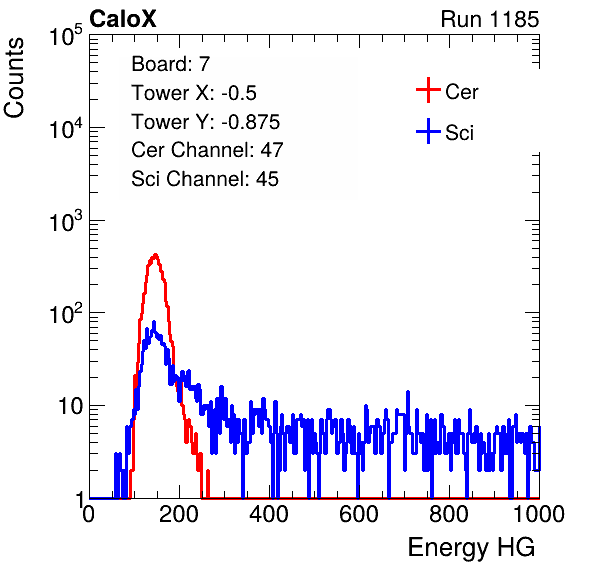 CaloX Run 1185
Counts
10^5
10^4
10^3
10^2
10
1
Board: 7
Tower X: -0.5
Tower Y: -0.875
Cer Channel: 47
Sci Channel: 45
Cer
Sci
0 200 400 600 800 1000
Energy HG